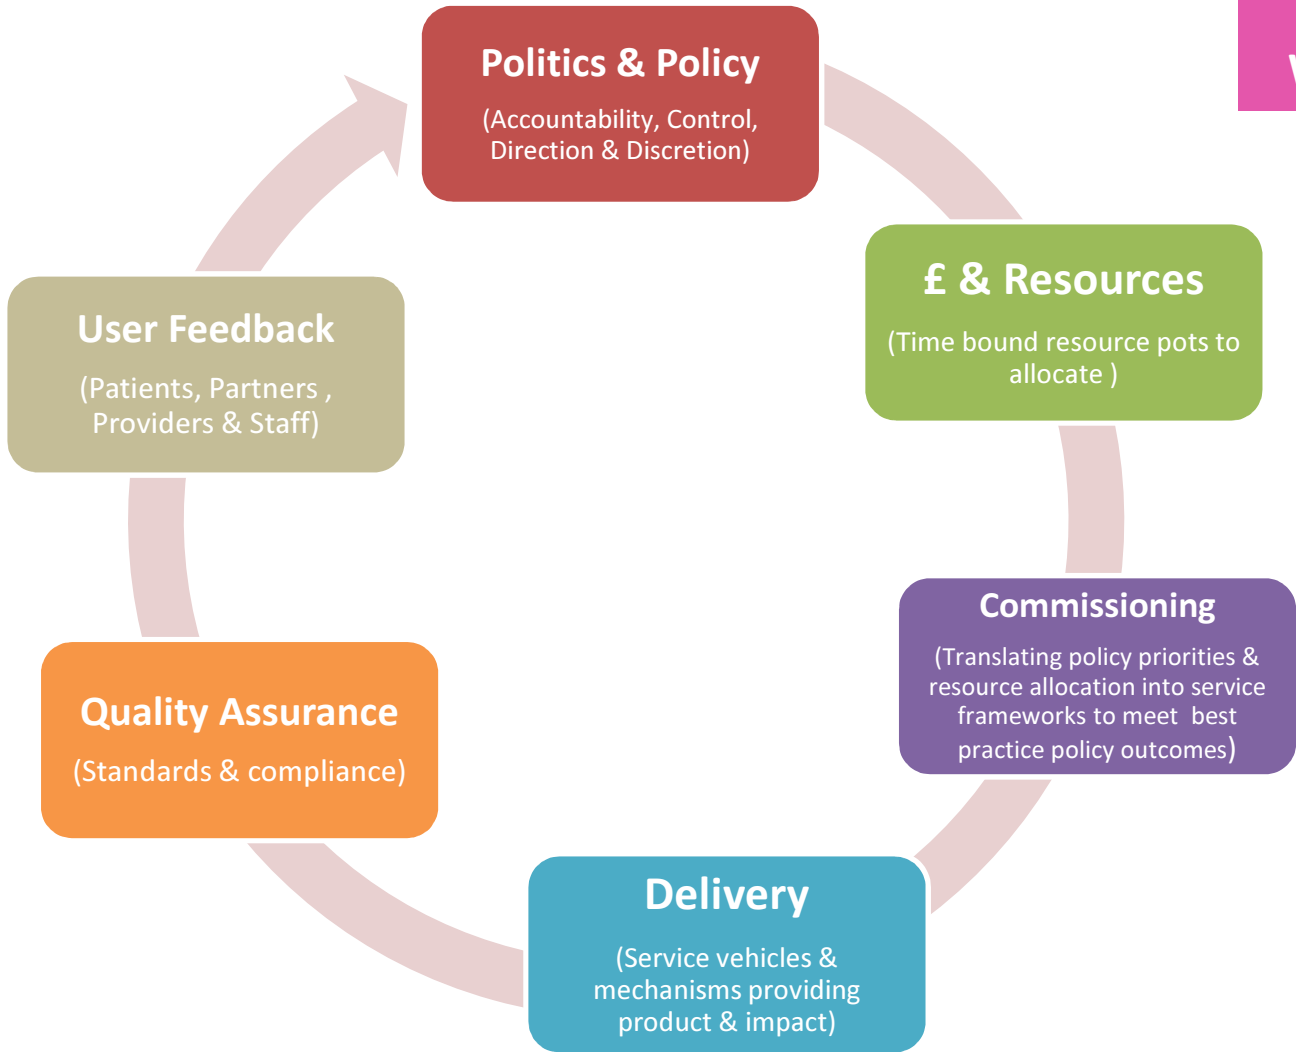 Politics & Policy
(Accountability, Control,
Direction & Discretion)
£ & Resources
(Time bound resource pots to
allocate )
Commissioning
(Translating policy priorities &
resource allocation into service
frameworks to meet  best
practice policy outcomes)
Delivery
(Service vehicles &
mechanisms providing
product & impact)
Quality Assurance
(Standards & compliance)
User Feedback
(Patients, Partners ,
Providers & Staff)